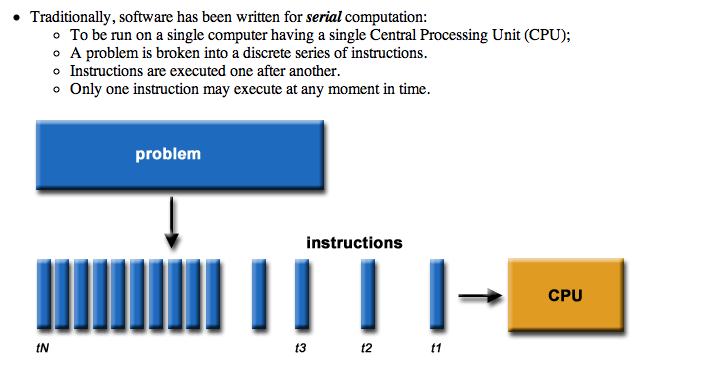 • Traditionally, software has been written for serial computation:
○ To be run on a single computer having a single Central Processing Unit (CPU);
○ A problem is broken into a discrete series of instructions.
○ Instructions are executed one after another.
○ Only one instruction may execute at any moment in time.
problem
instructions
CPU
tN t3 t2 t1